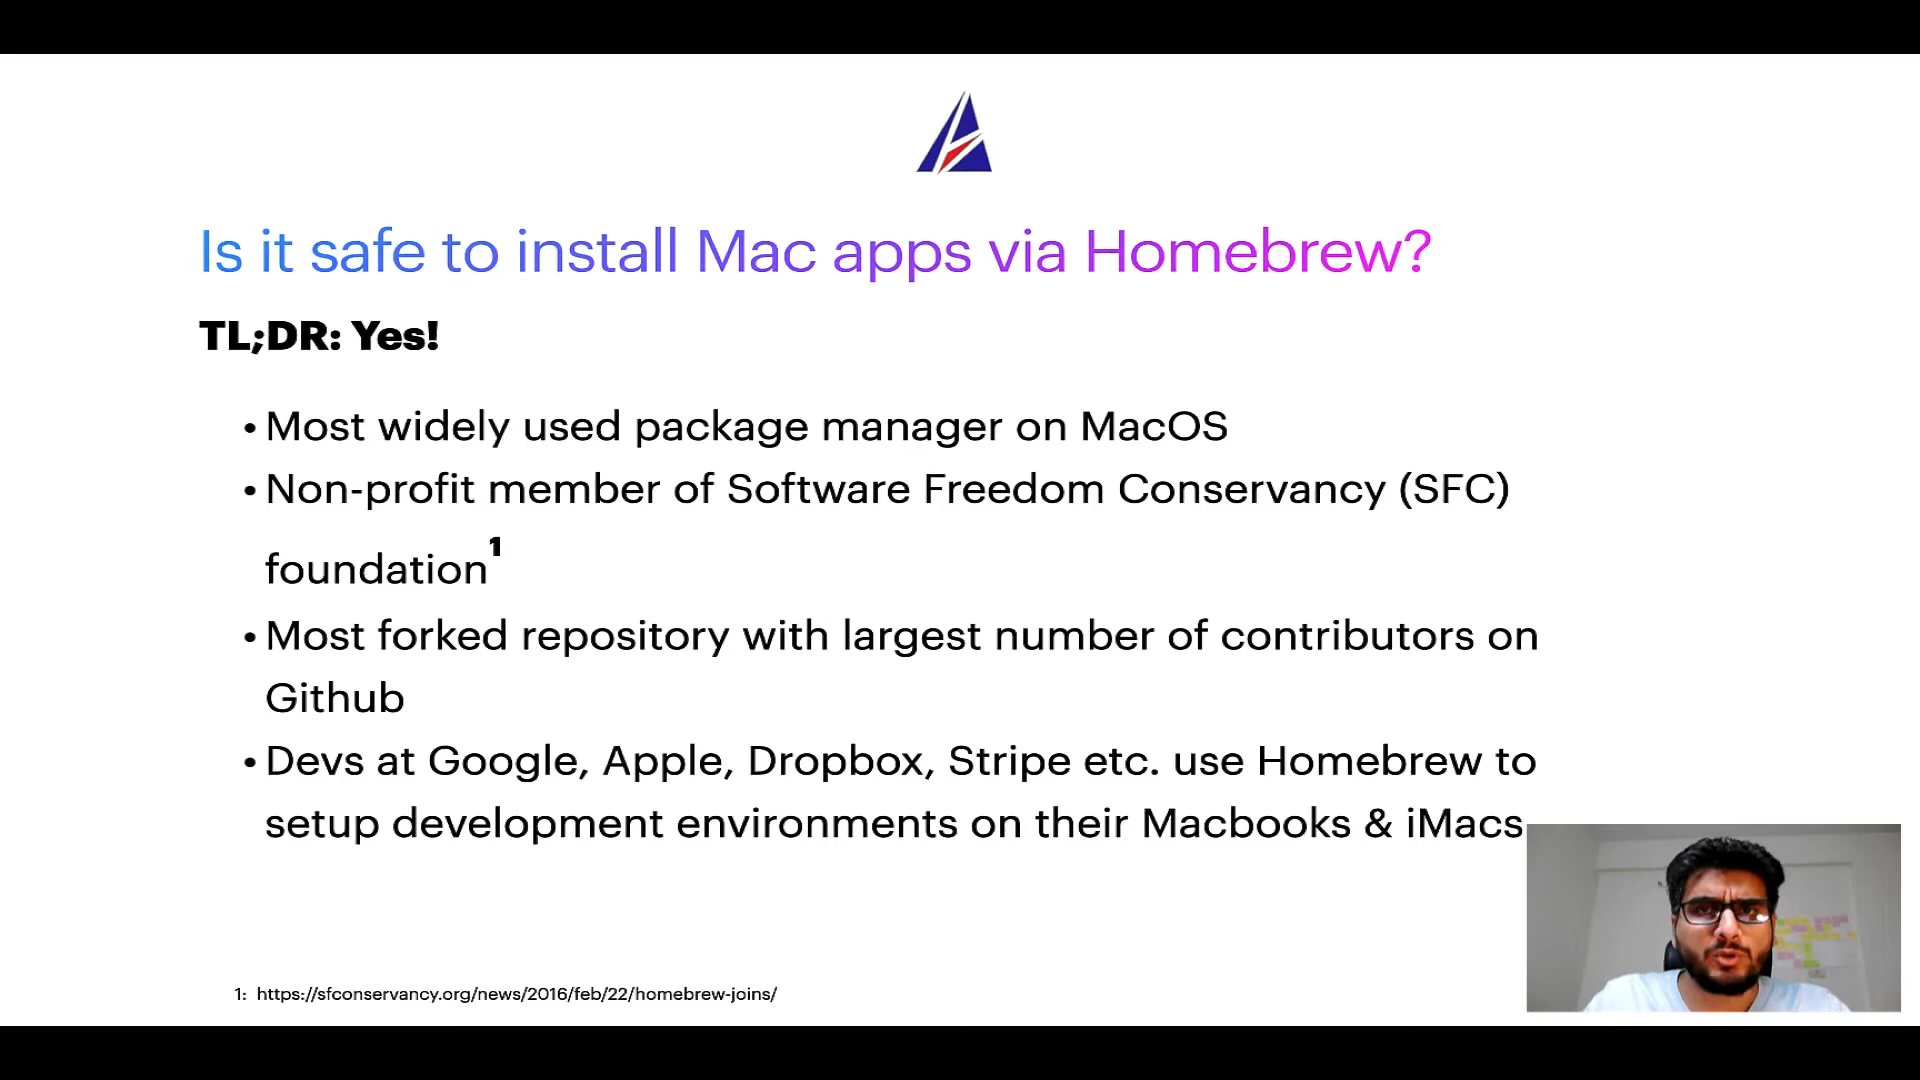 Is it safe to install Mac apps via Homebrew?
TL;DR: Yes!
• Most widely used package manager on MacOS
• Non-profit member of Software Freedom Conservancy (SFC)
foundation¹
• Most forked repository with largest number of contributors on
Github
• Devs at Google, Apple, Dropbox, Stripe etc. use Homebrew to
setup development environments on their Macbooks & iMacs
1: https://sfconservancy.org/news/2016/feb/22/homebrew-joins/